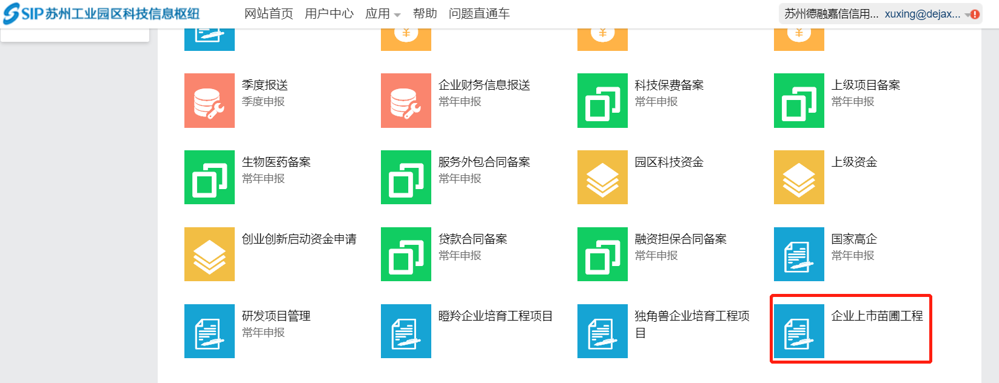 SIP苏州工业园区科技信息枢纽
网站首页 用户中心 应用 帮助 问题直通车
苏州德融嘉信信用... xuxing@dejax...
季度报送
季度申报
企业财务信息报送
常年申报
科技保费备案
常年申报
上级项目备案
常年申报
生物医药备案
常年申报
服务外包合同备案
常年申报
园区科技资金
上级资金
创业创新启动资金申请
贷款合同备案
常年申报
融资担保合同备案
常年申报
国家高企
常年申报
研发项目管理
常年申报
瞪羚企业培育工程项目
独角兽企业培育工程项
目
企业上市苗圃工程